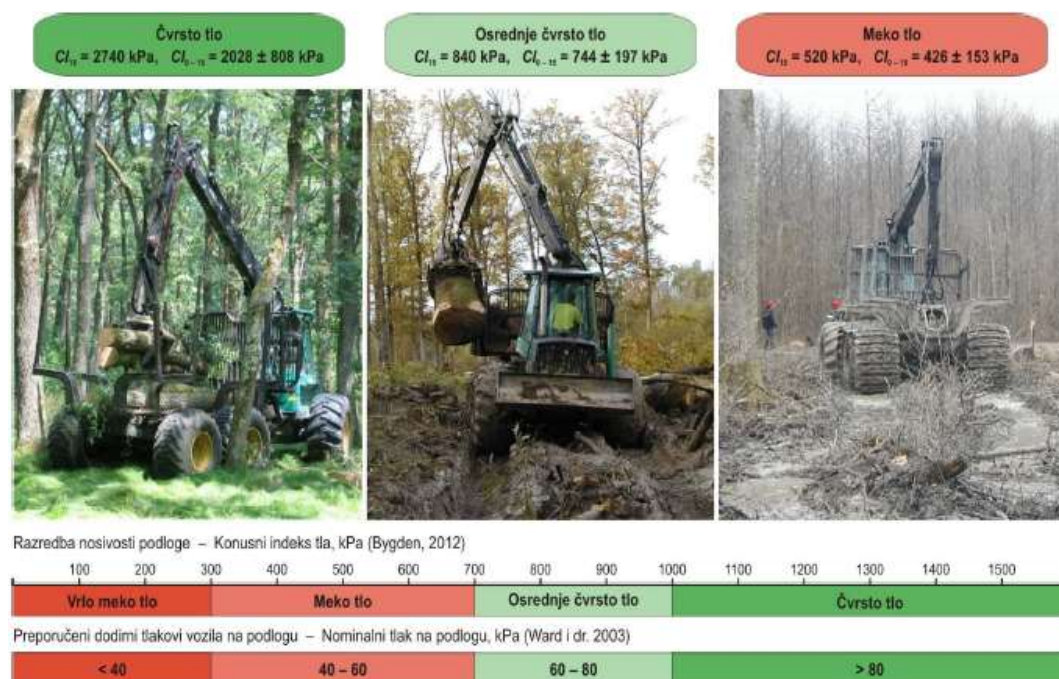 Čvrsto tlo
CI₁₅ = 2740 kPa, CI₀₋₁₅ = 2028 ± 808 kPa
Osrednje čvrsto tlo
CI₁₅ = 840 kPa, CI₀₋₁₅ = 744 ± 197 kPa
Meko tlo
CI₁₅ = 520 kPa, CI₀₋₁₅ = 426 ± 153 kPa
Razredba nosivosti podloge – Konusni indeks tla, kPa (Bygden, 2012)
100 200 300 400 500 600 700 800 900 1000 1100 1200 1300 1400 1500
Vrlo meko tlo Meko tlo Osrednje čvrsto tlo Čvrsto tlo
Preporučeni dodirni tlakovi vozila na podlogu – Nominalni tlak na podlogu, kPa (Ward i dr. 2003)
< 40 40 – 60 60 – 80 > 80